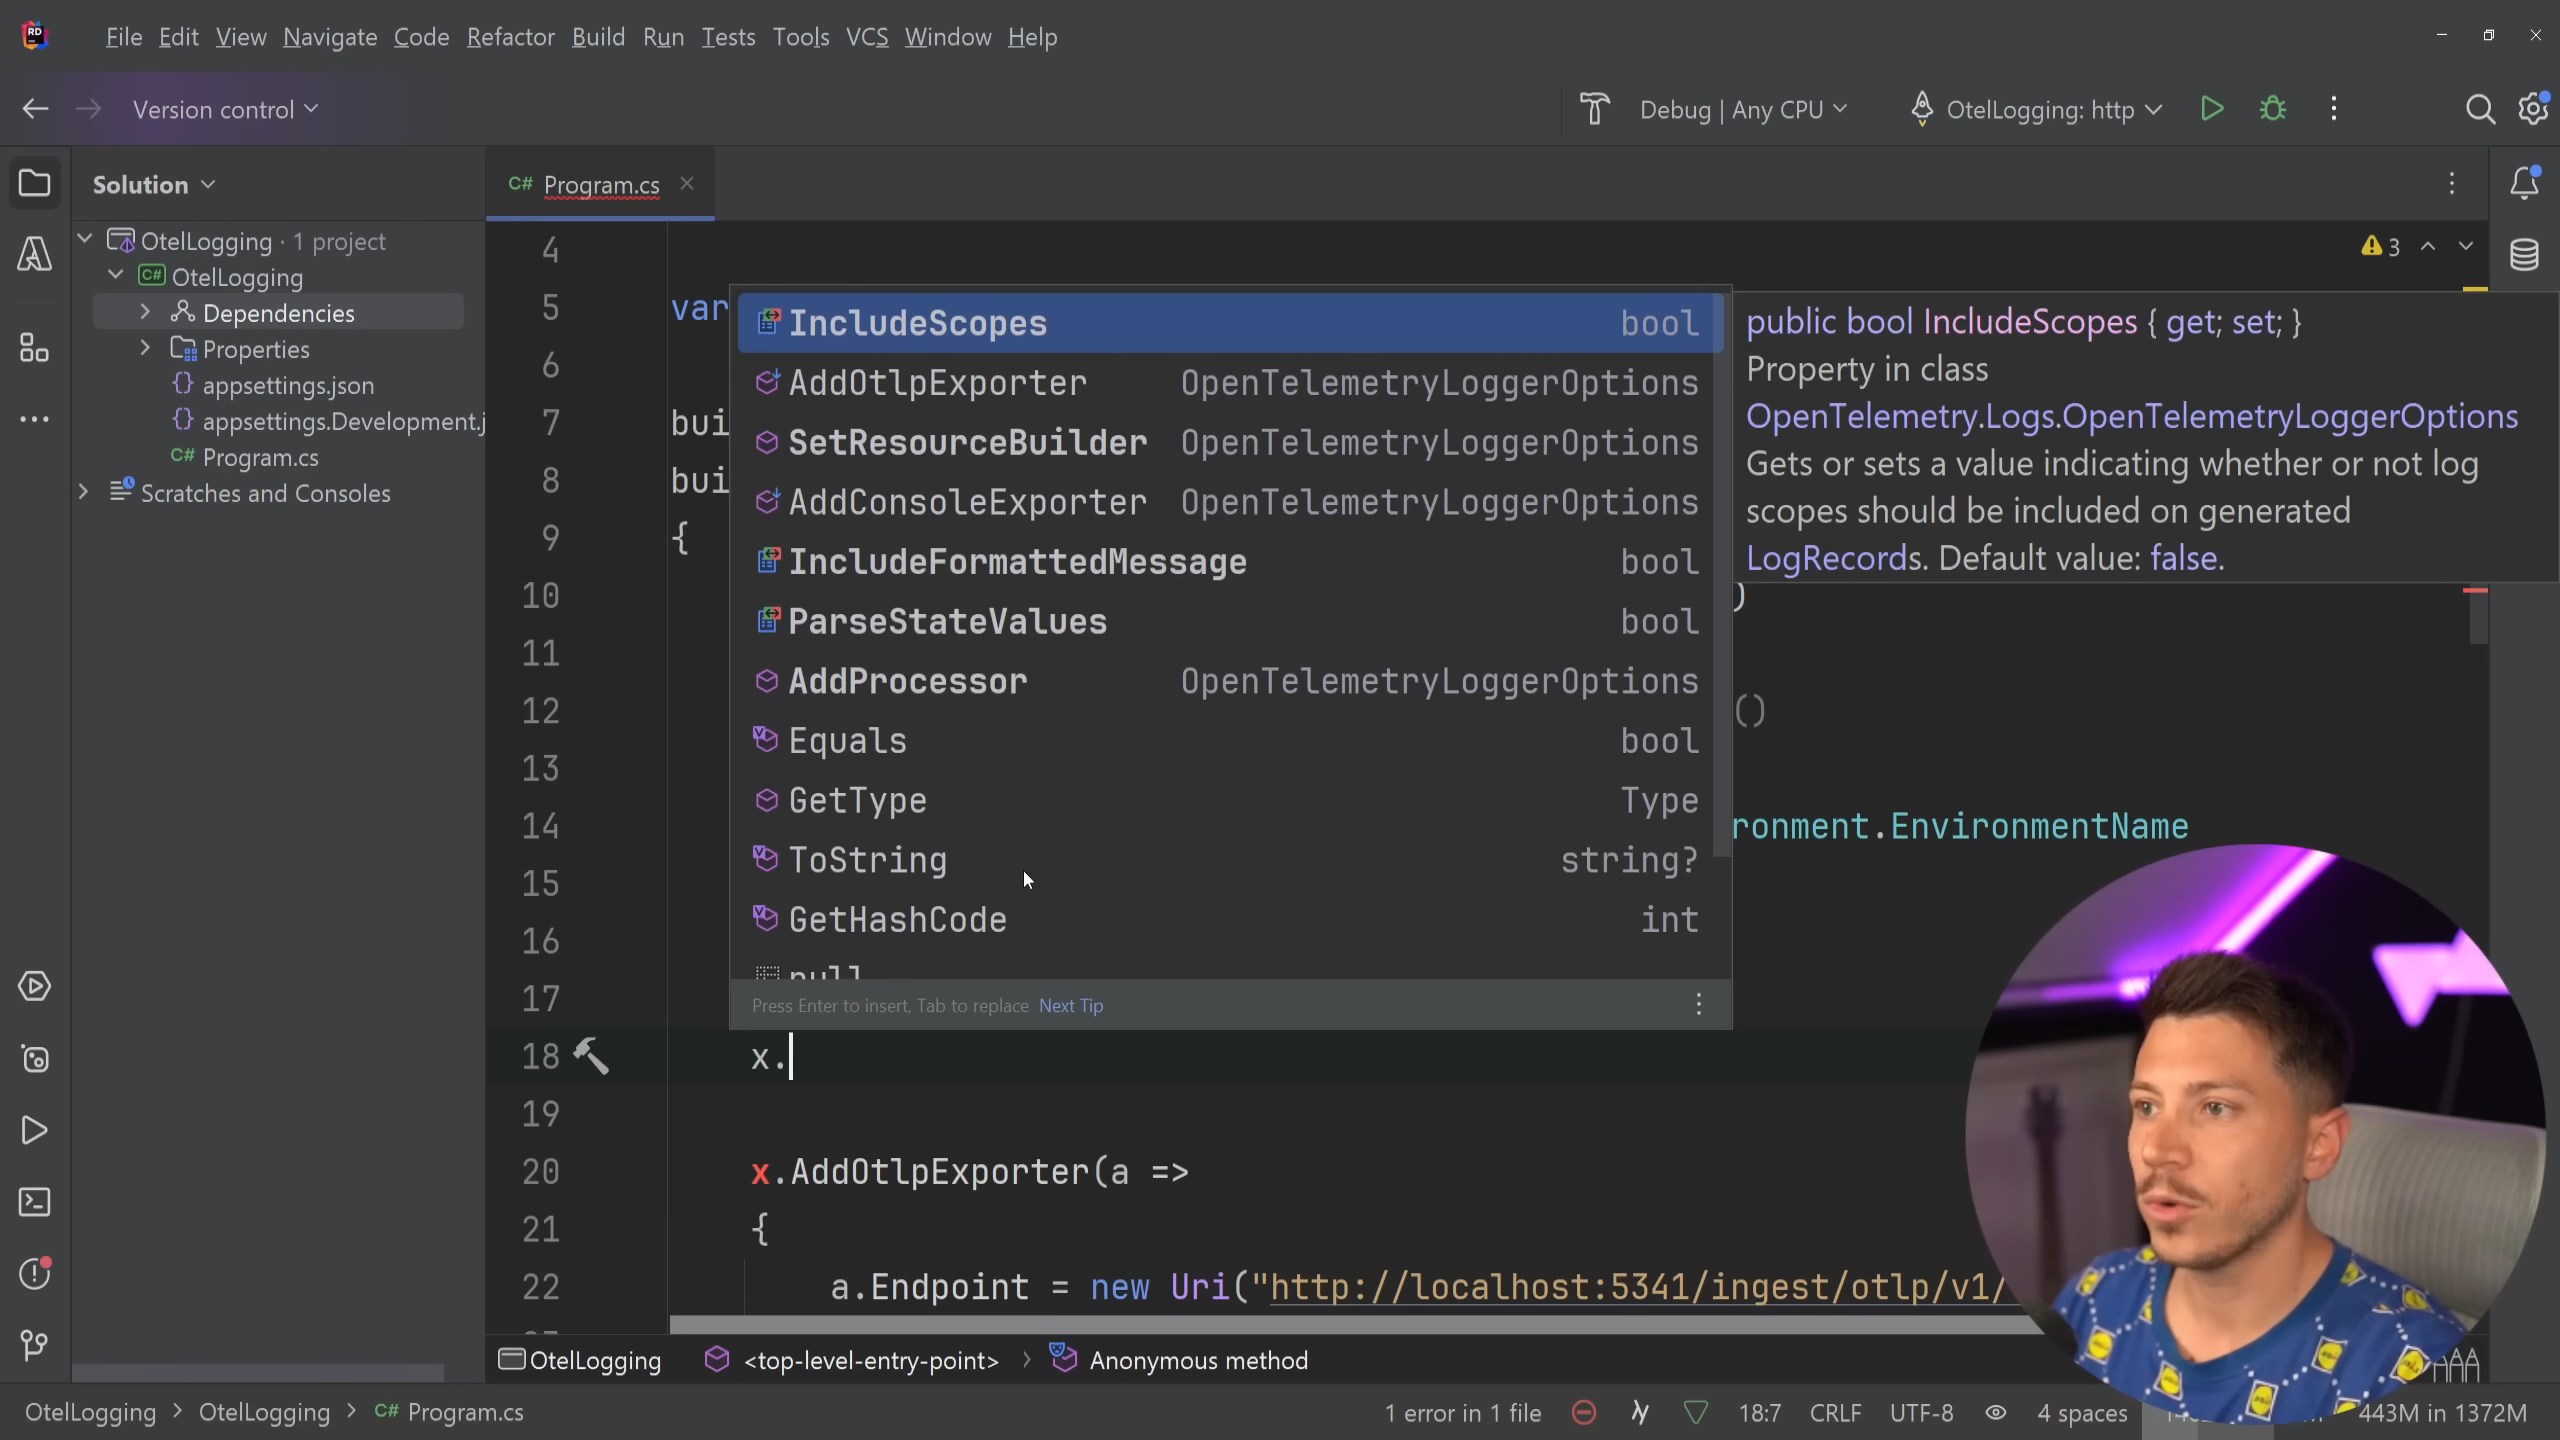 RD File Edit View Navigate Code Refactor Build Run Tests Tools VCS Window Help
Version control Debug | Any CPU OtelLogging: http
Solution C# Program.cs
OtelLogging · 1 project
C# OtelLogging
Dependencies
Properties
appsettings.json
appsettings.Development.j
C# Program.cs
Scratches and Consoles
3
4
5 var
6
7 bui
8 bui
9 {
10 )
11
12 ()
13
14 ronment.EnvironmentName
15
16
17
18 x.
19
20 x.AddOtlpExporter(a =>
21 {
22 a.Endpoint = new Uri("http://localhost:5341/ingest/otlp/v1/
IncludeScopes bool
AddOtlpExporter OpenTelemetryLoggerOptions
SetResourceBuilder OpenTelemetryLoggerOptions
AddConsoleExporter OpenTelemetryLoggerOptions
IncludeFormattedMessage bool
ParseStateValues bool
AddProcessor OpenTelemetryLoggerOptions
Equals bool
GetType Type
ToString string?
GetHashCode int
null
Press Enter to insert, Tab to replace Next Tip
public bool IncludeScopes { get; set; }
Property in class
OpenTelemetry.Logs.OpenTelemetryLoggerOptions
Gets or sets a value indicating whether or not log
scopes should be included on generated
LogRecords. Default value: false.
OtelLogging <top-level-entry-point> Anonymous method
OtelLogging OtelLogging C# Program.cs 1 error in 1 file 18:7 CRLF UTF-8 4 spaces 443M in 1372M